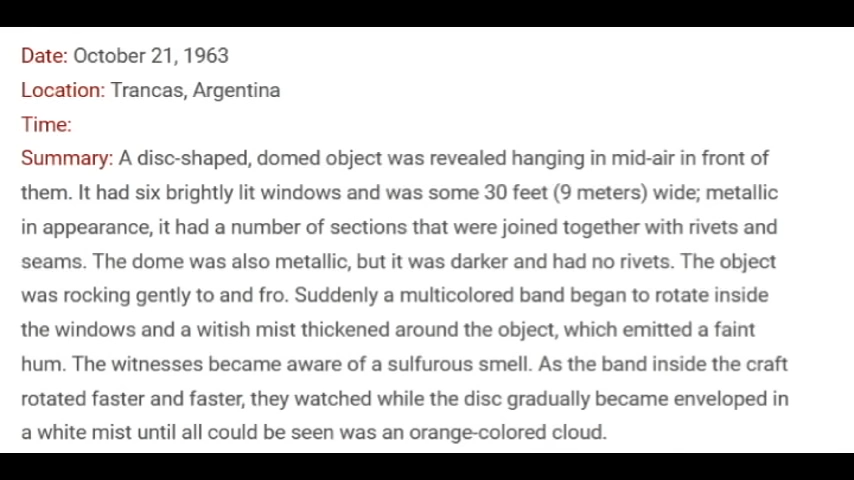 Date: October 21, 1963
Location: Trancas, Argentina
Time:
Summary: A disc-shaped, domed object was revealed hanging in mid-air in front of
them. It had six brightly lit windows and was some 30 feet (9 meters) wide; metallic
in appearance, it had a number of sections that were joined together with rivets and
seams. The dome was also metallic, but it was darker and had no rivets. The object
was rocking gently to and fro. Suddenly a multicolored band began to rotate inside
the windows and a witish mist thickened around the object, which emitted a faint
hum. The witnesses became aware of a sulfurous smell. As the band inside the craft
rotated faster and faster, they watched while the disc gradually became enveloped in
a white mist until all could be seen was an orange-colored cloud.